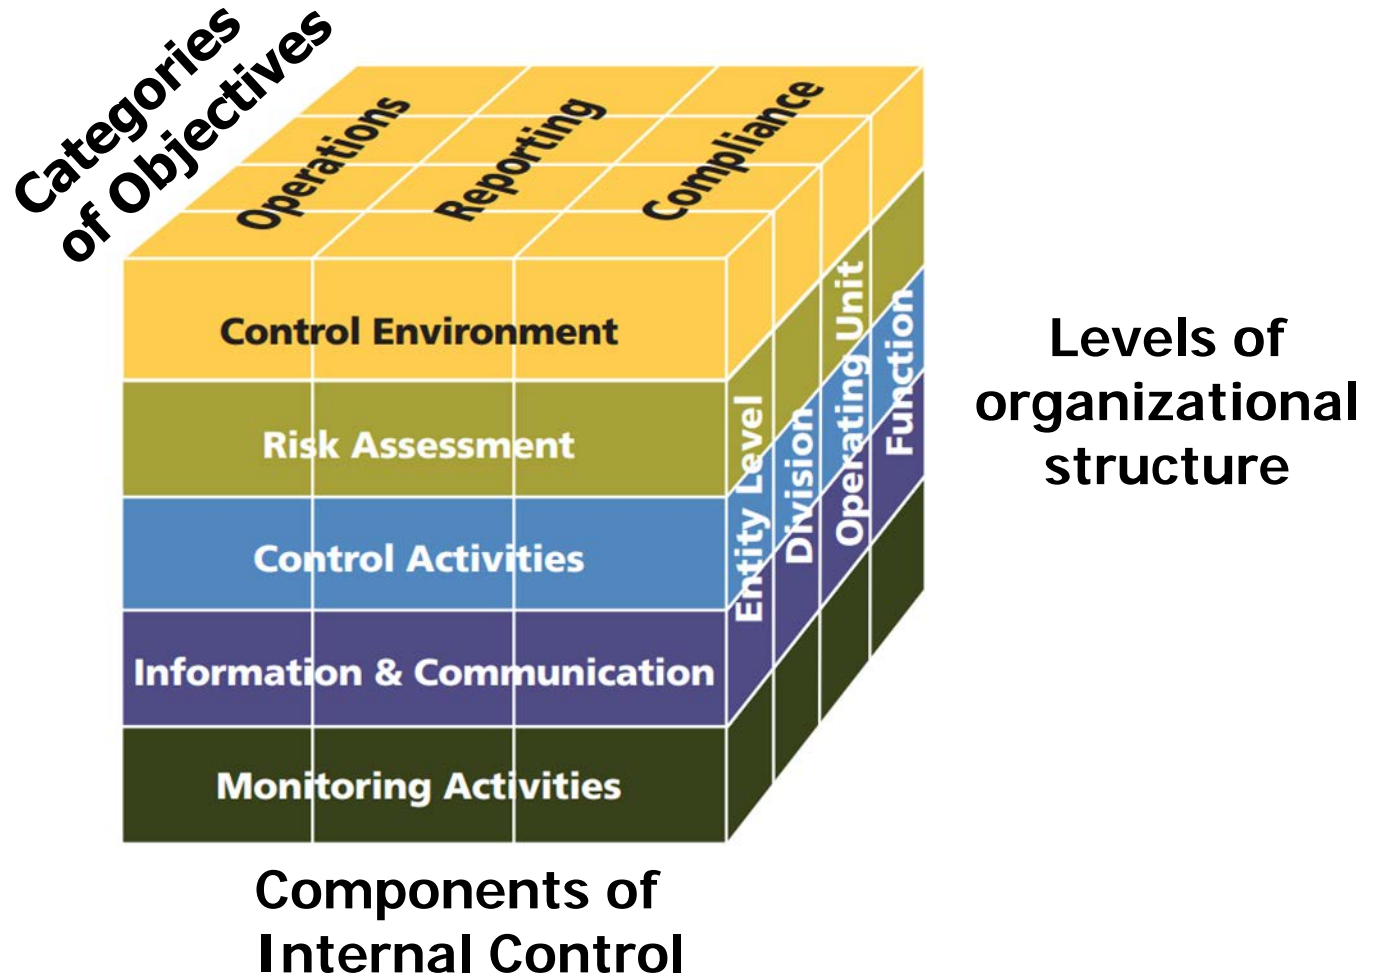 Categories
of Objectives
Operations
Reporting
Compliance
Control Environment
Risk Assessment
Control Activities
Information & Communication
Monitoring Activities
Entity Level
Division
Operating Unit
Function
Levels of
organizational
structure
Components of
Internal Control